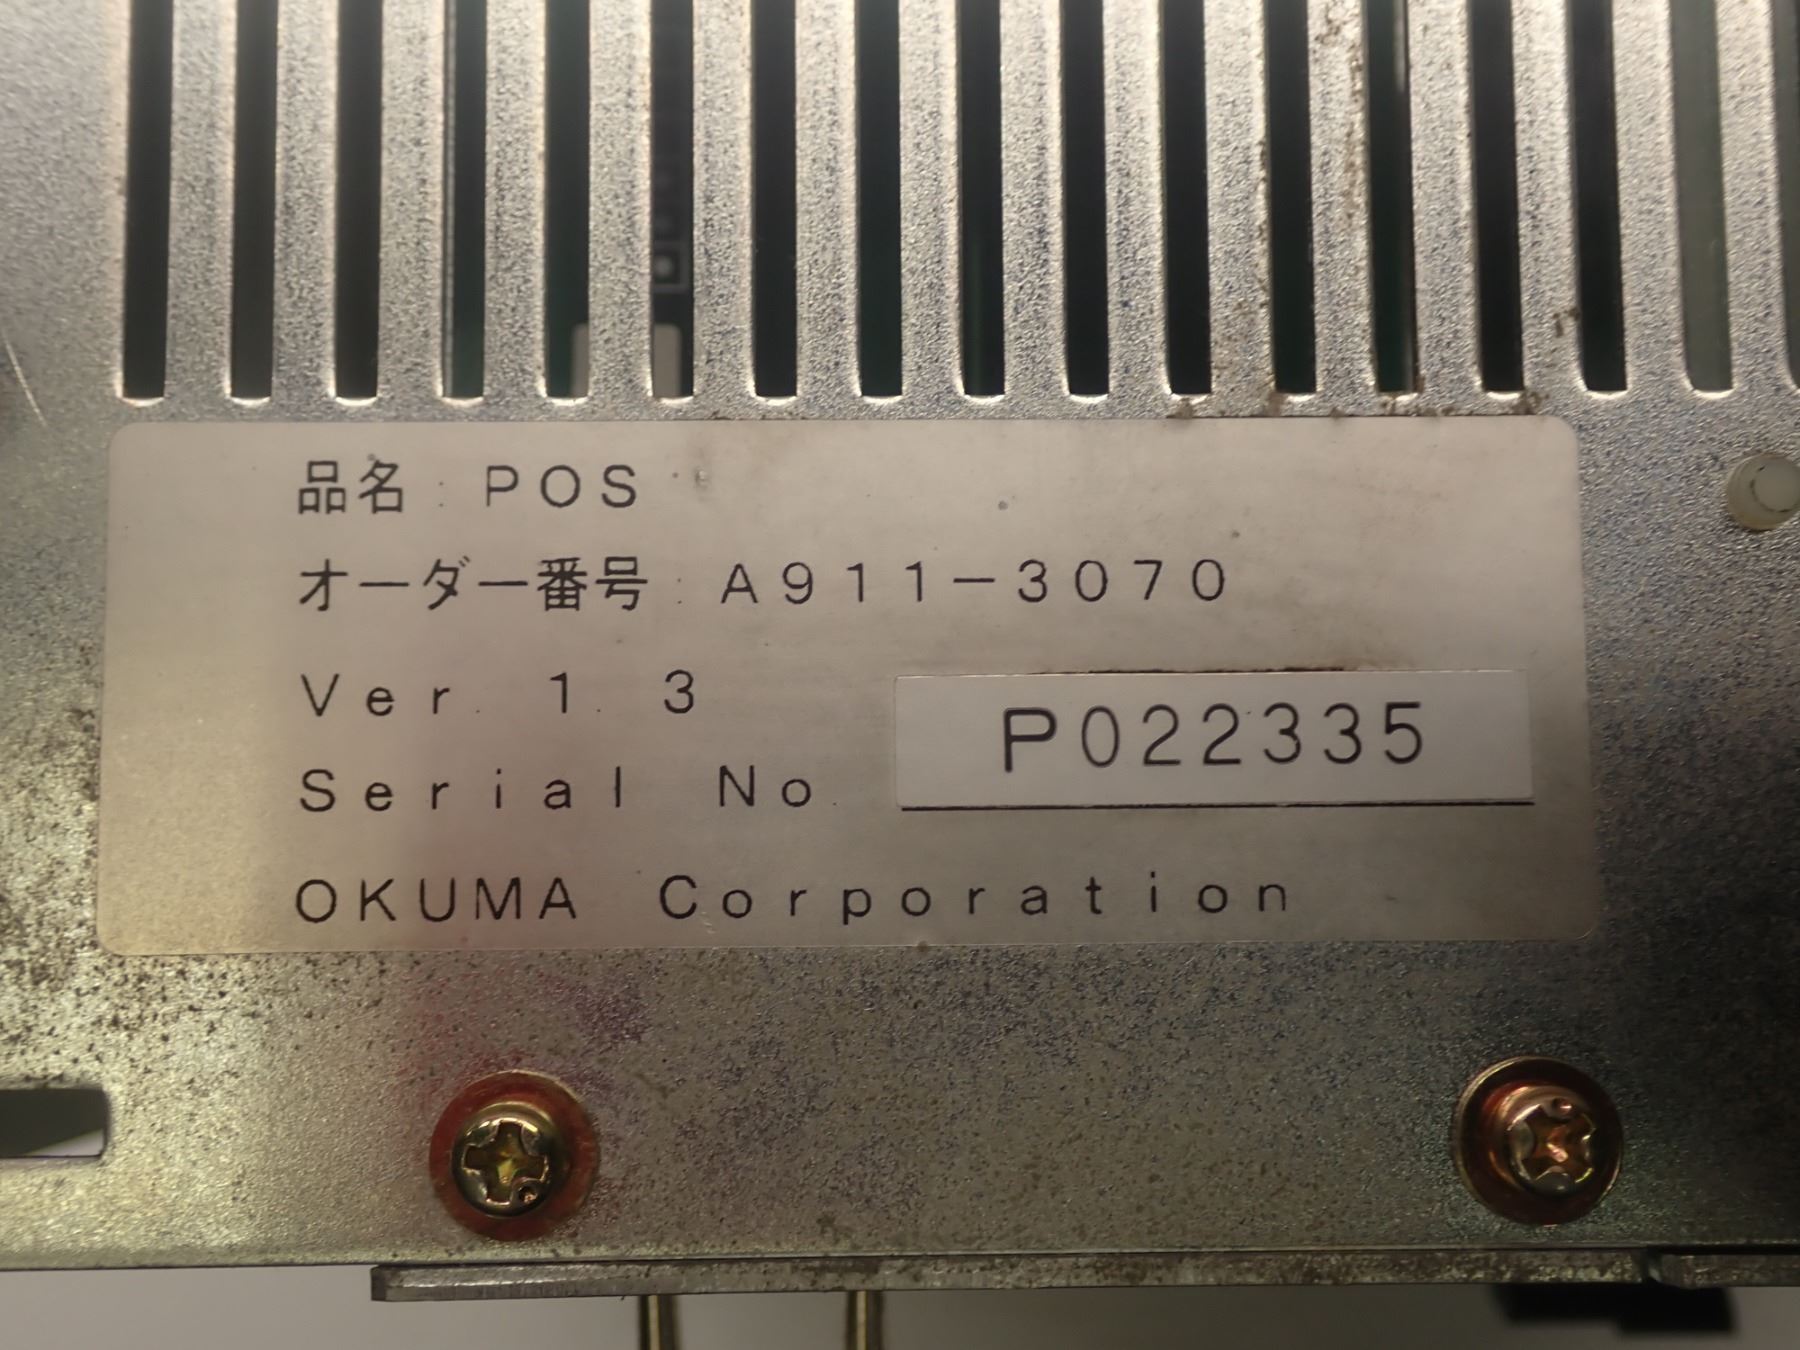 品名: POS
オーダー番号: A911-3070
Ver. 1. 3
Serial No. P022335
OKUMA Corporation